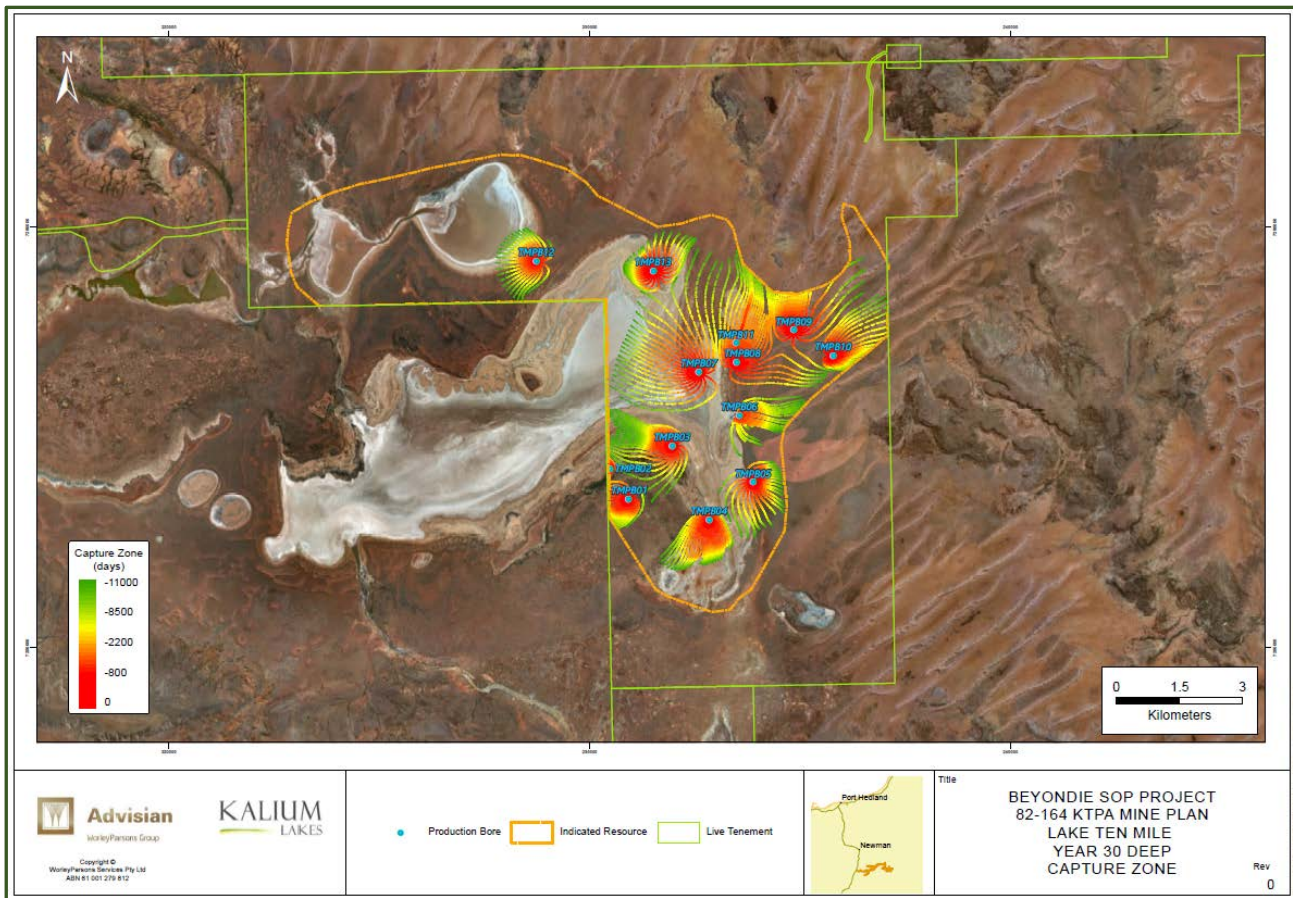 N
TMPB12
TMPB13
TMPB11
TMPB09
TMPB10
TMPB08
TMPB07
TMPB06
TMPB03
TMPB02
TMPB01
TMPB05
TMPB04
Capture Zone
(days)
-11000
-8500
-2200
-800
0
0 1.5 3
Kilometers
Advisian
WorleyParsons Group
KALIUM
LAKES
Copyright ©
WorleyParsons Services Pty Ltd
ABN 61 001 279 812
Production Bore
Indicated Resource
Live Tenement
Port Hedland
Newman
Title
BEYONDIE SOP PROJECT
82-164 KTPA MINE PLAN
LAKE TEN MILE
YEAR 30 DEEP
CAPTURE ZONE
Rev
0